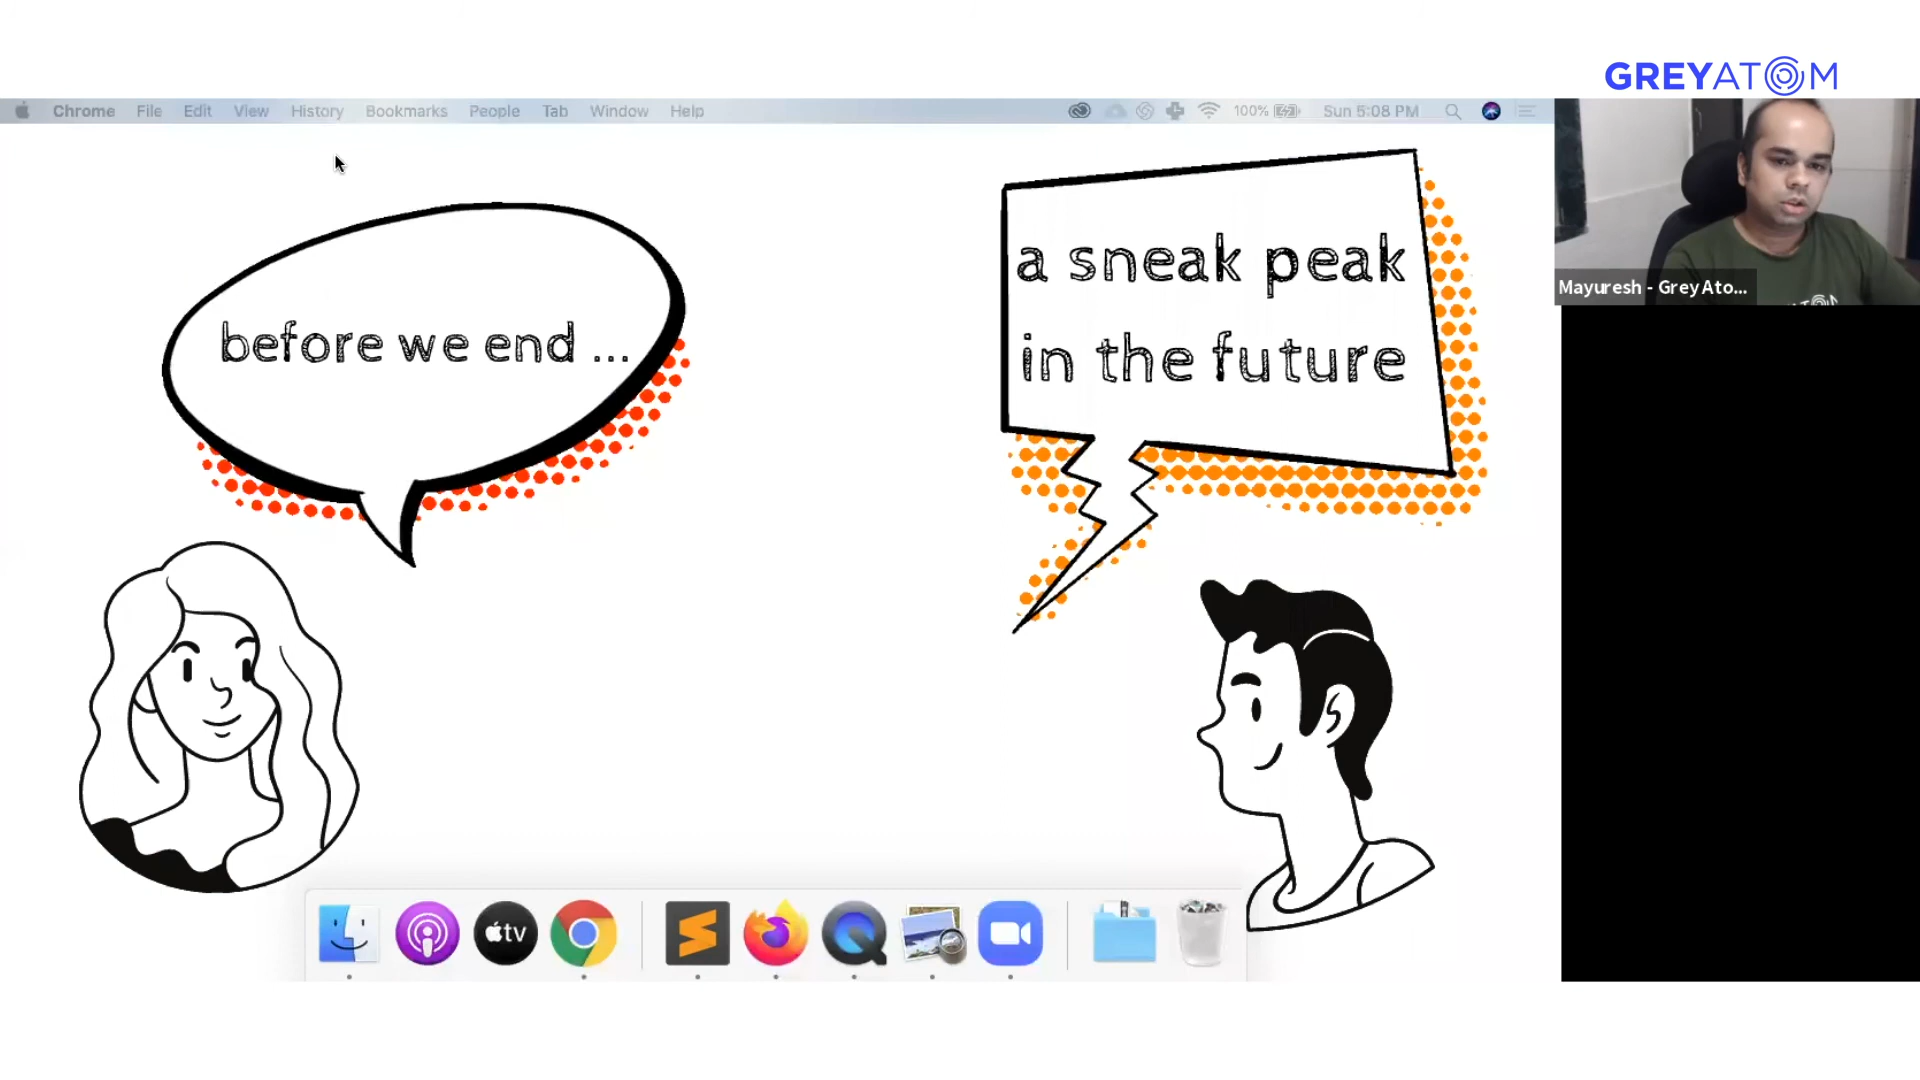 GREYATOM
Chrome File Edit View History Bookmarks People Tab Window Help 100% Sun 5:08 PM
before we end ...
a sneak peak
in the future
Mayuresh - Grey Ato...
tv